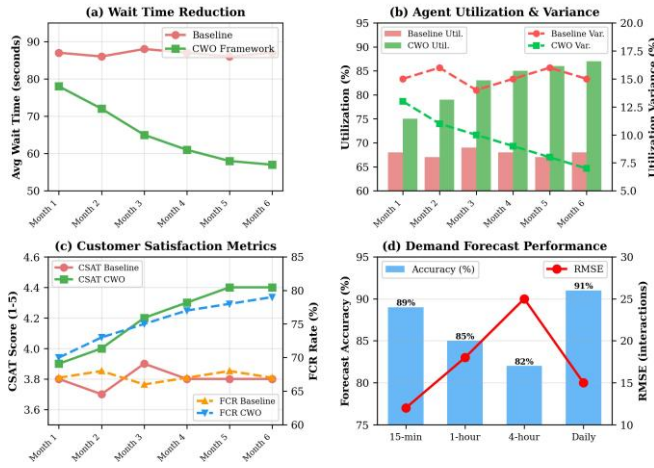 (a) Wait Time Reduction
Baseline
CWO Framework
90
80
70
60
50
Avg Wait Time (seconds)
Month 1
Month 2
Month 3
Month 4
Month 5
Month 6
(b) Agent Utilization & Variance
Baseline Util.
CWO Util.
Baseline Var.
CWO Var.
95
90
85
80
75
70
65
60
Utilization (%)
20.0
17.5
15.0
12.5
10.0
7.5
5.0
Utilization Variance (%)
Month 1
Month 2
Month 3
Month 4
Month 5
Month 6
(c) Customer Satisfaction Metrics
CSAT Baseline
CSAT CWO
4.6
4.4
4.2
4.0
3.8
3.6
CSAT Score (1-5)
85
80
75
70
65
60
FCR Rate (%)
FCR Baseline
FCR CWO
Month 1
Month 2
Month 3
Month 4
Month 5
Month 6
(d) Demand Forecast Performance
Accuracy (%)
RMSE
95
90
85
80
75
Forecast Accuracy (%)
89%
85%
82%
91%
30
25
20
15
10
RMSE (interactions)
15-min
1-hour
4-hour
Daily